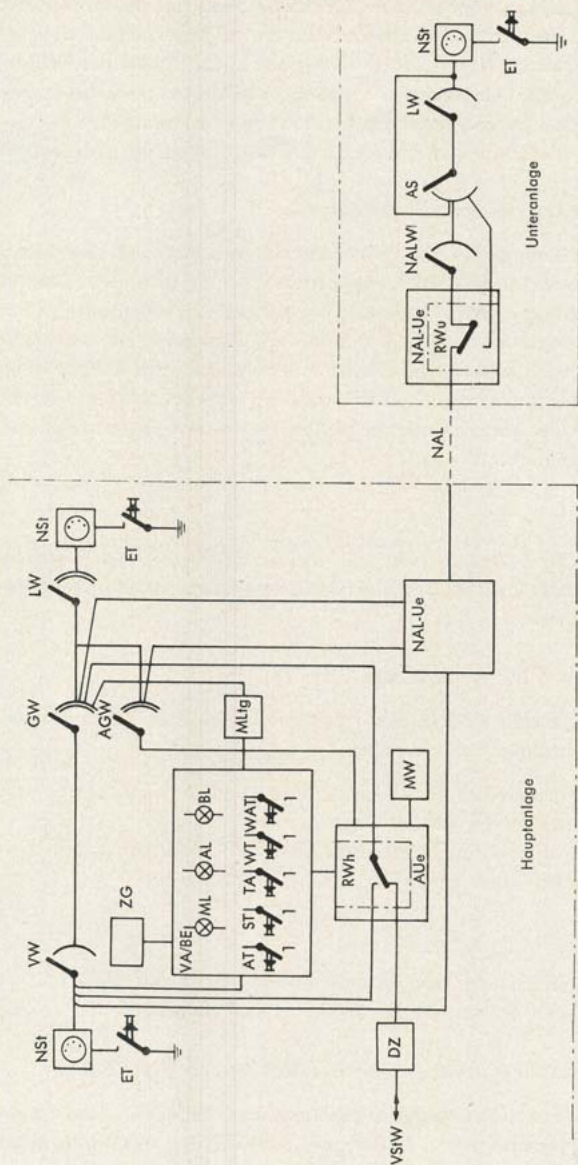 VW
GW
LW
NSt
NSt
ET
ET
ZG
AGW
VA/BE
ML
AL
BL
MLtg
AT
ST
TA
WT
WAT
RWh
AUe
MW
DZ
VStW
NAL-Ue
Hauptanlage
NAL
NAL-Ue
RWu
NALW1
AS
LW
NSt
ET
Unteranlage